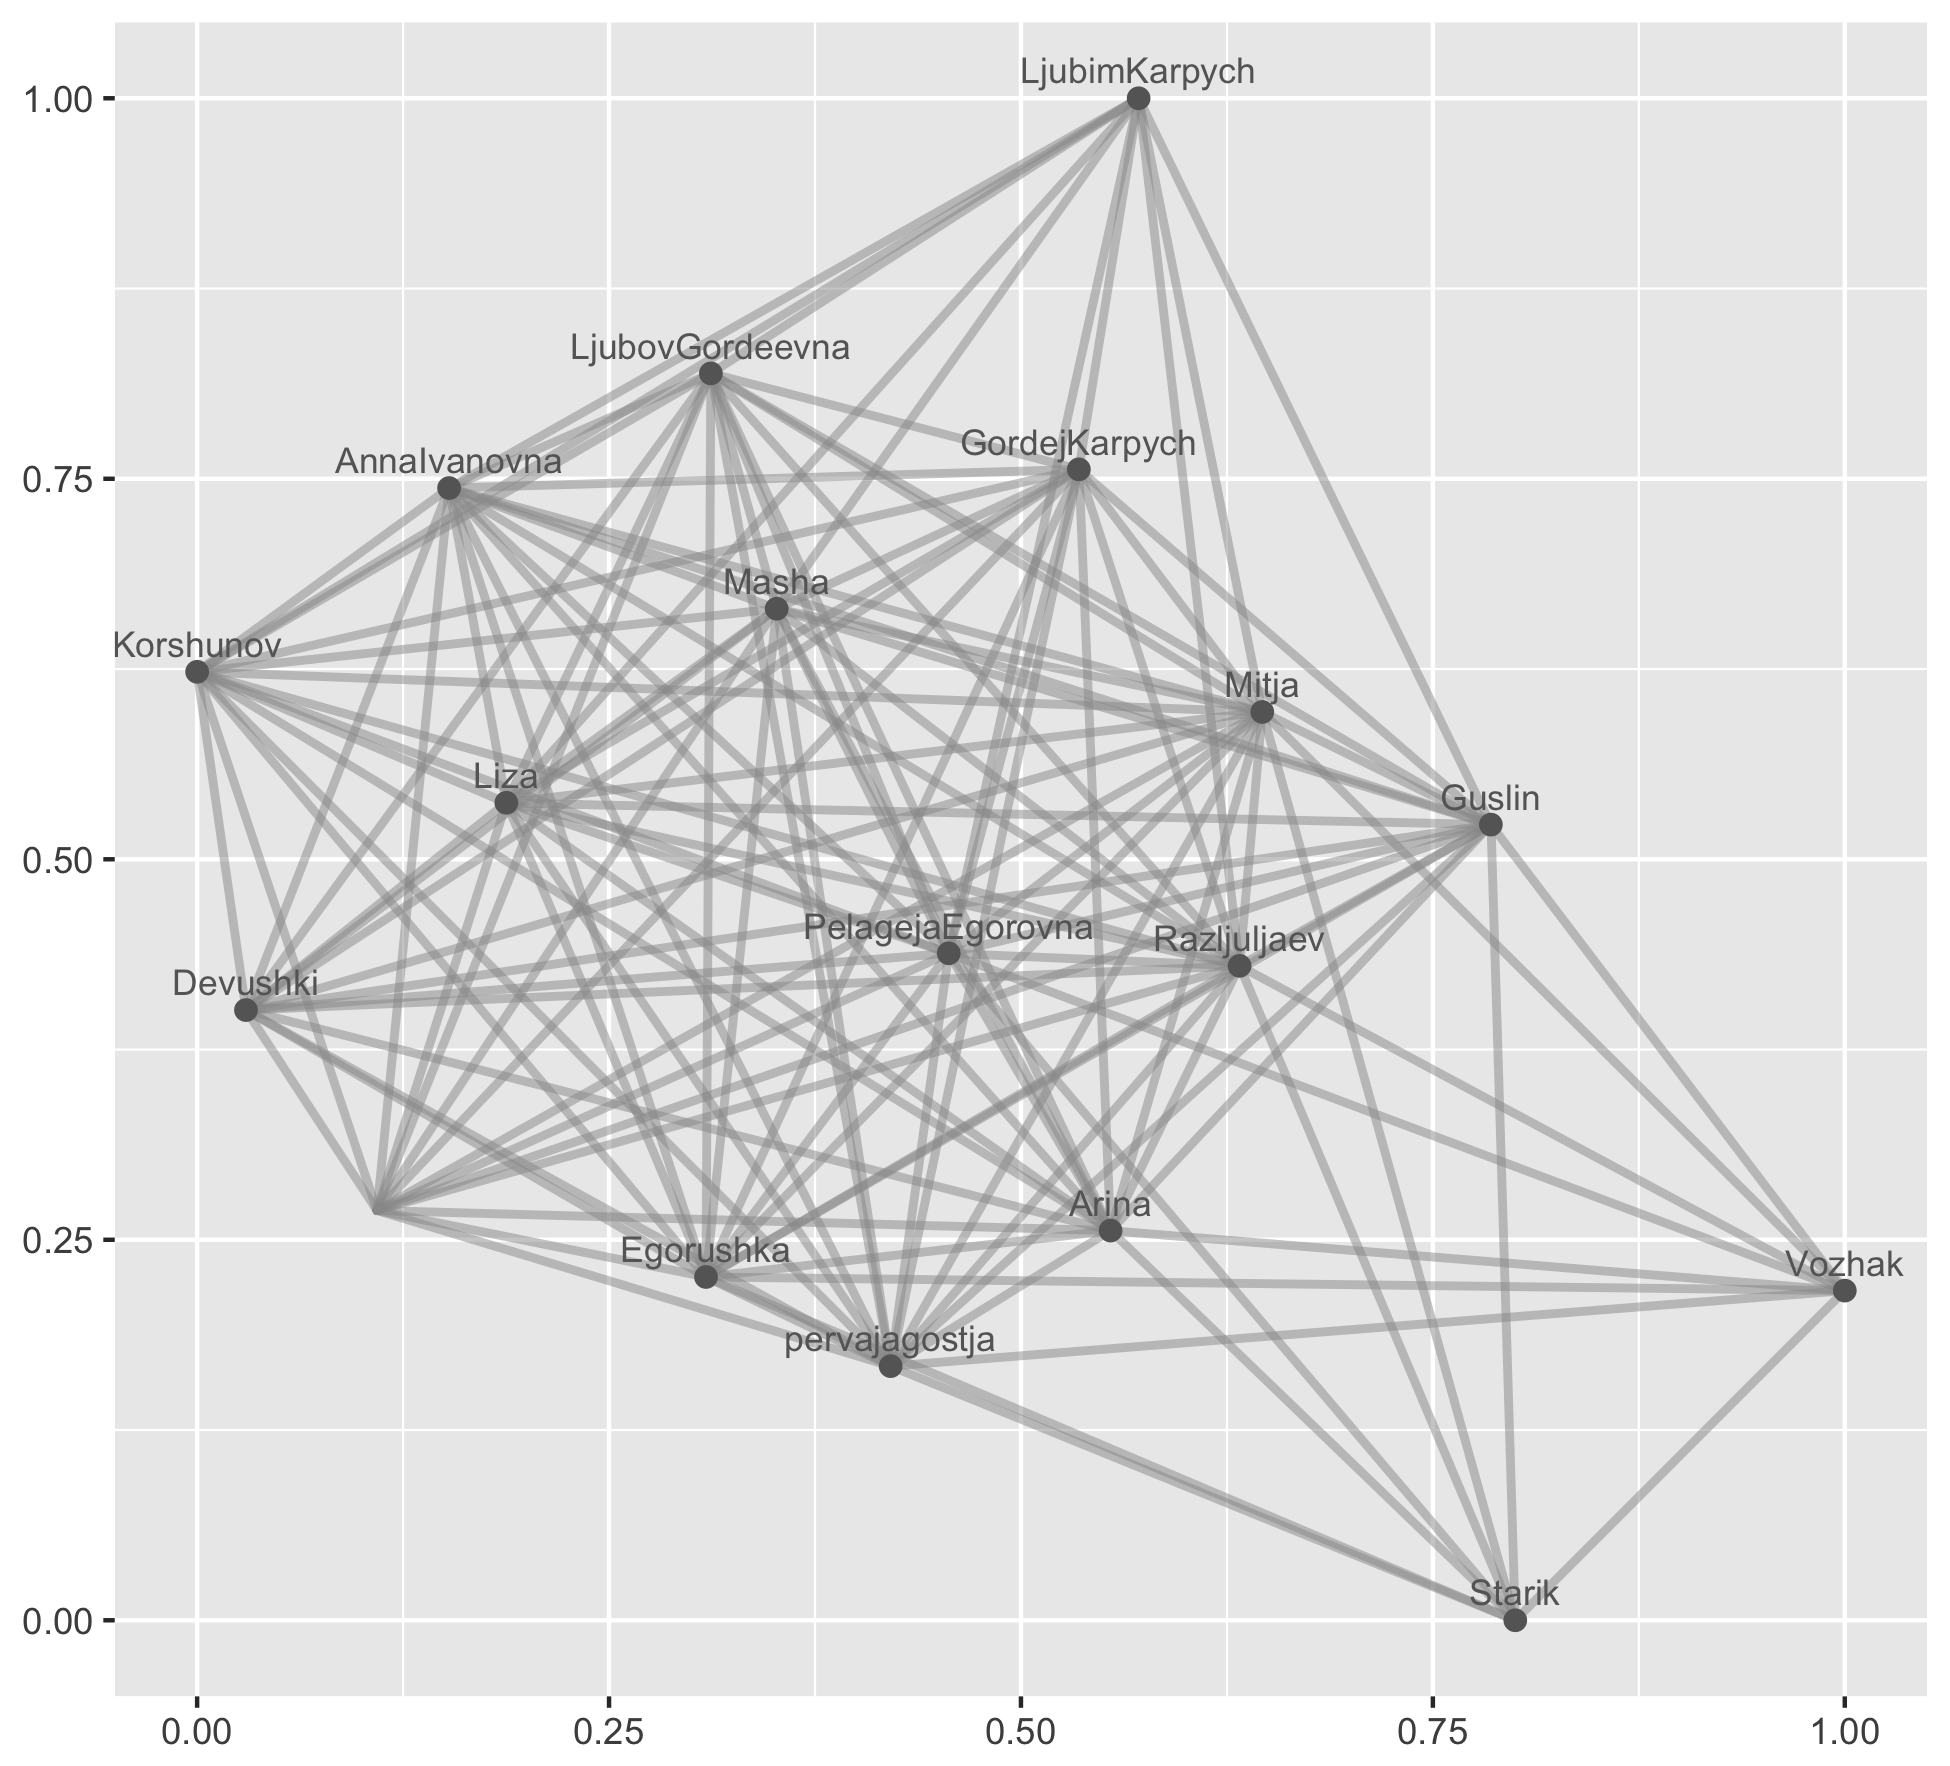 LjubimKarpych
1.00
LjubovGordeevna
GordejKarpych
AnnaIvanovna
0.75
Masha
Korshunov
Mitja
Liza
Guslin
0.50
PelagejaEgorovna
Razljuljaev
Devushki
Arina
0.25
Egorushka
Vozhak
pervajagostja
Starik
0.00
0.00 0.25 0.50 0.75 1.00